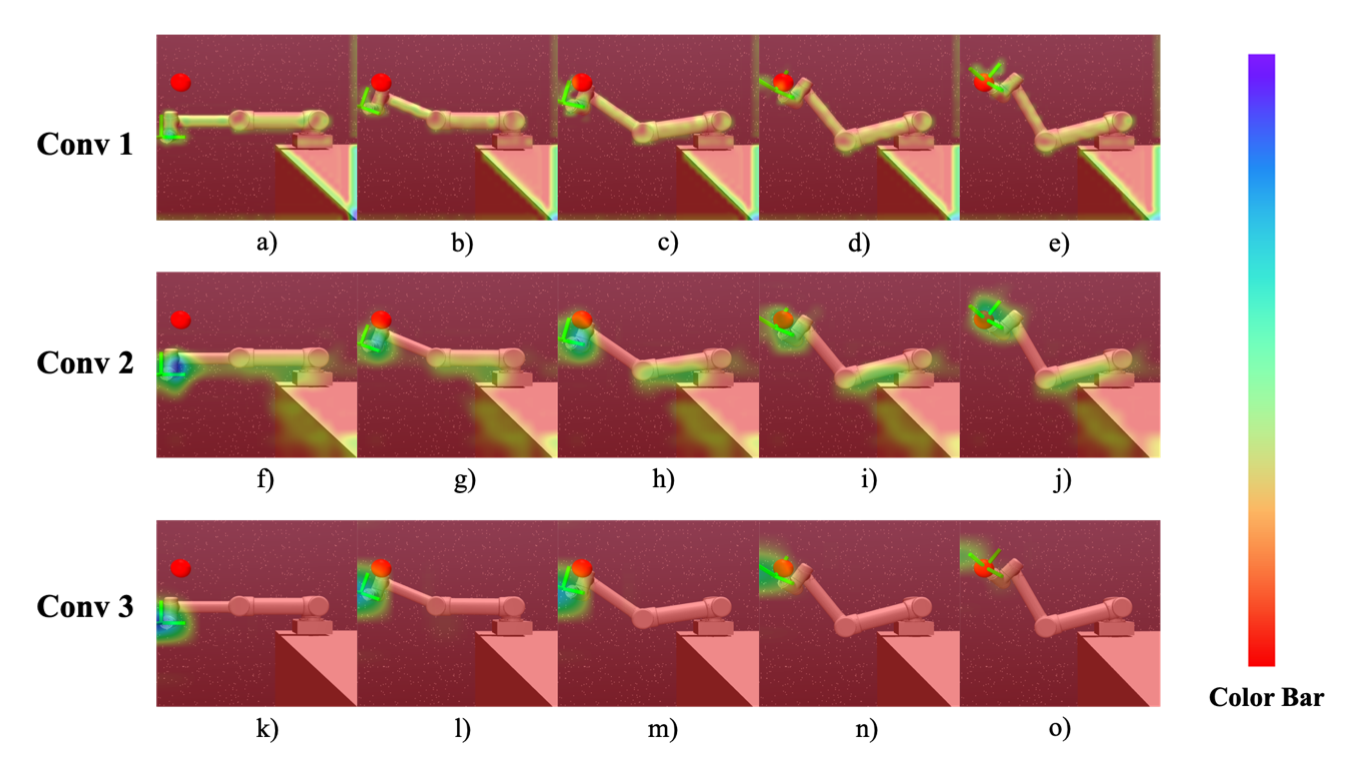 Conv 1
a) b) c) d) e)
Conv 2
f) g) h) i) j)
Conv 3
k) l) m) n) o)
Color Bar